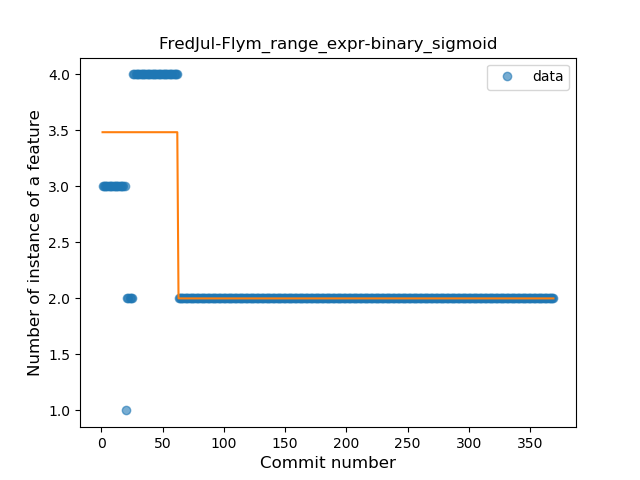 FredJul-Flym_range_expr-binary_sigmoid
data
Number of instance of a feature
4.0
3.5
3.0
2.5
2.0
1.5
1.0
0 50 100 150 200 250 300 350
Commit number